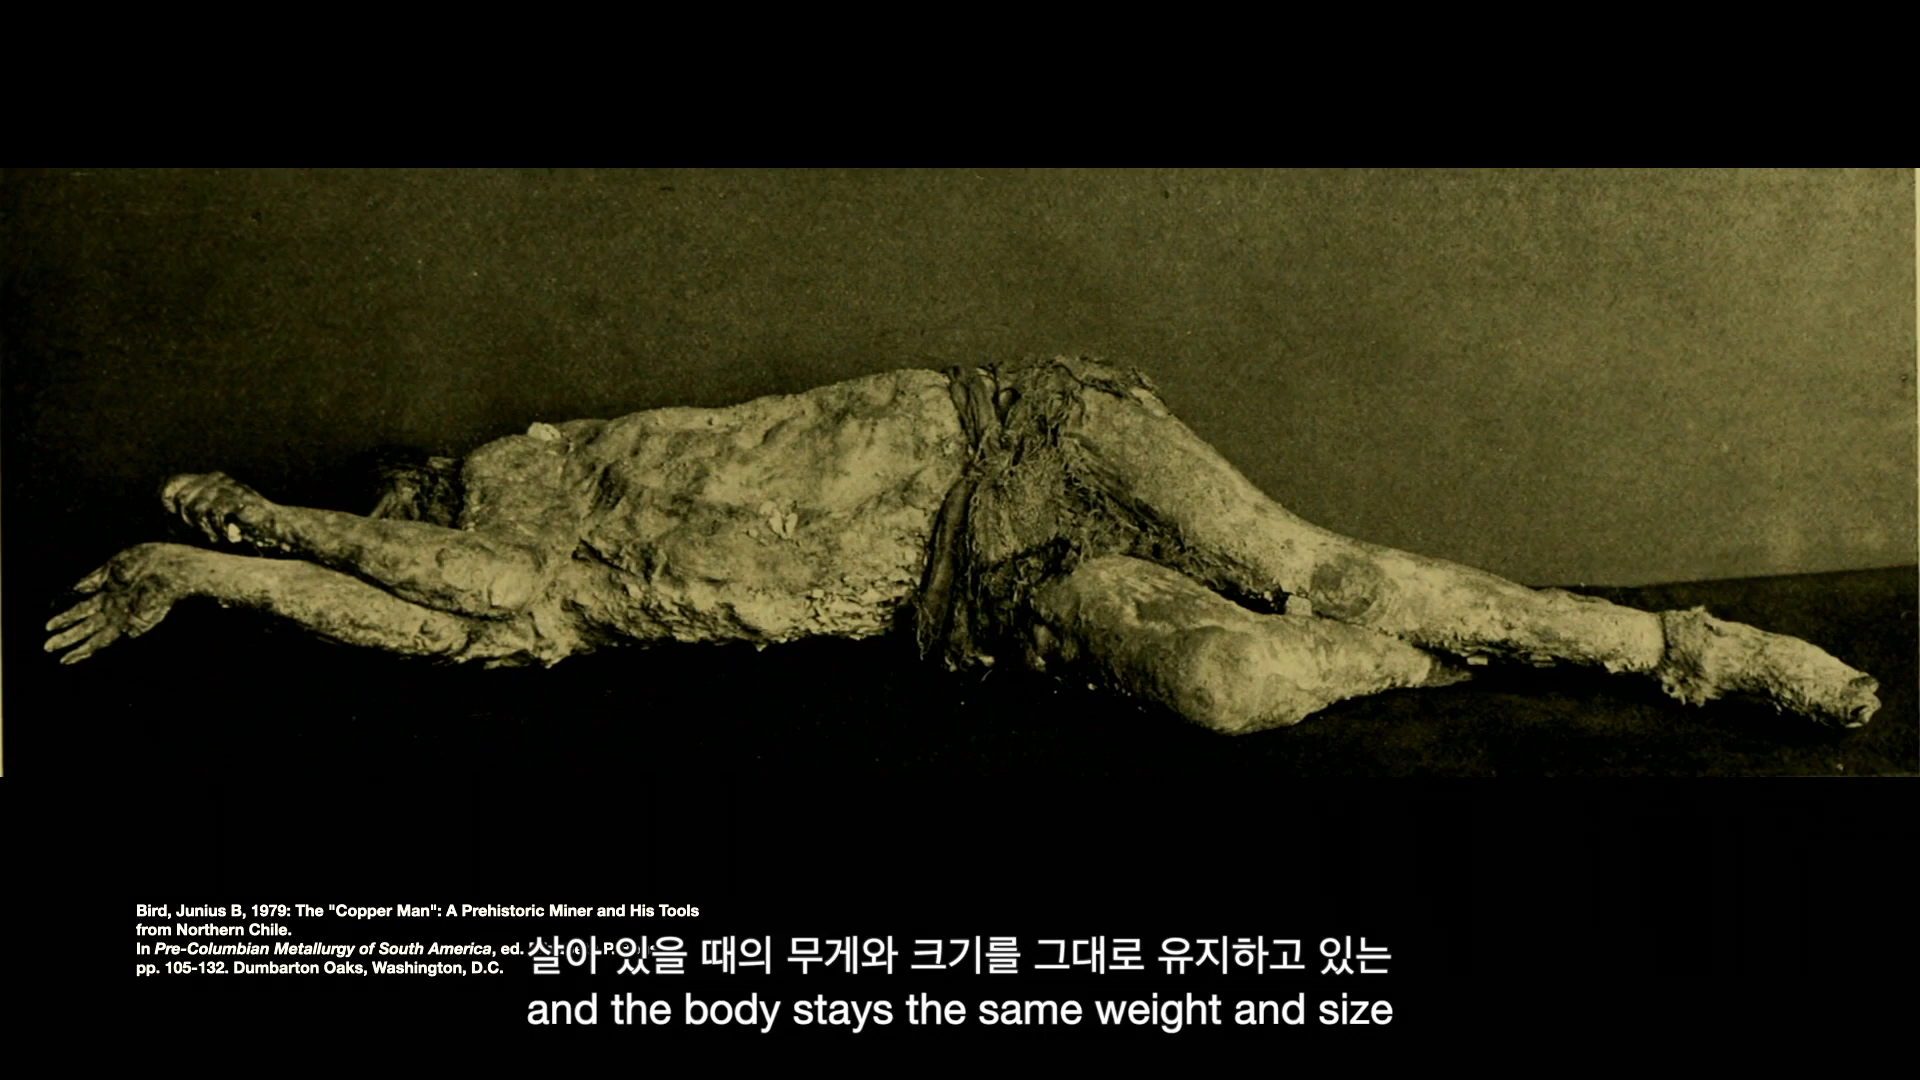 Bird, Junius B, 1979: The "Copper Man": A Prehistoric Miner and His Tools
from Northern Chile.
In Pre-Columbian Metallurgy of South America, ed.
pp. 105-132. Dumbarton Oaks, Washington, D.C.
살아 있을 때의 무게와 크기를 그대로 유지하고 있는
and the body stays the same weight and size